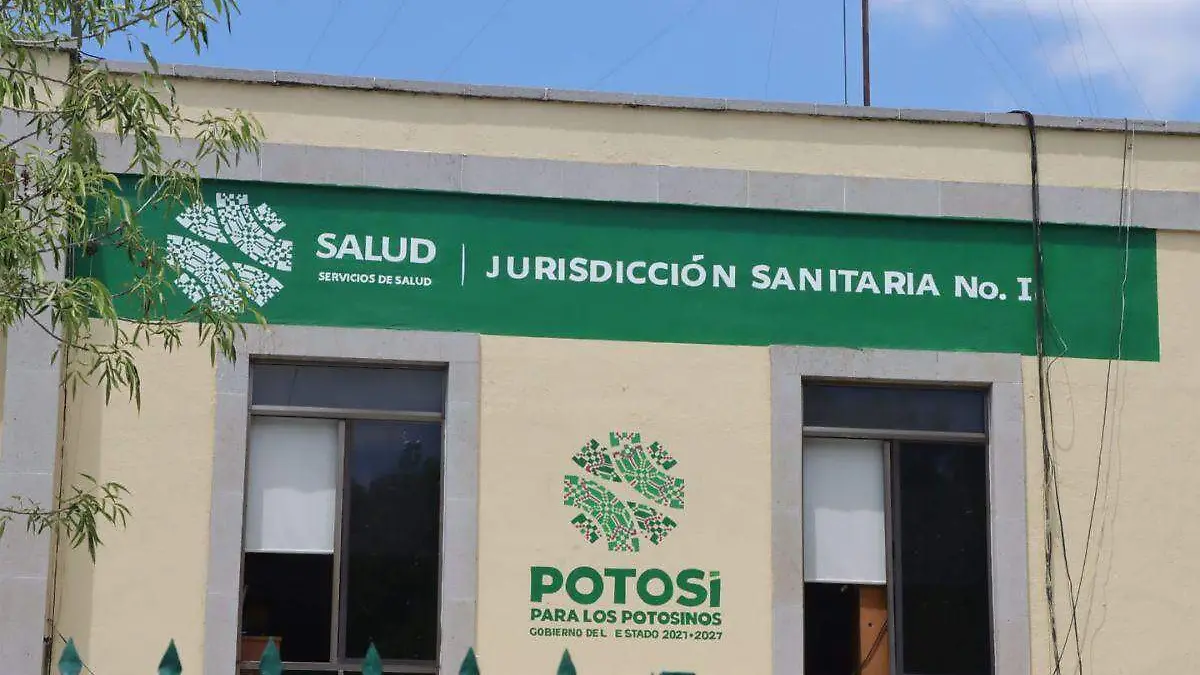 SALUD
SERVICIOS DE SALUD
JURISDICCIÓN SANITARIA No. I
POTOSÍ
PARA LOS POTOSINOS
GOBIERNO DEL ESTADO 2021•2027